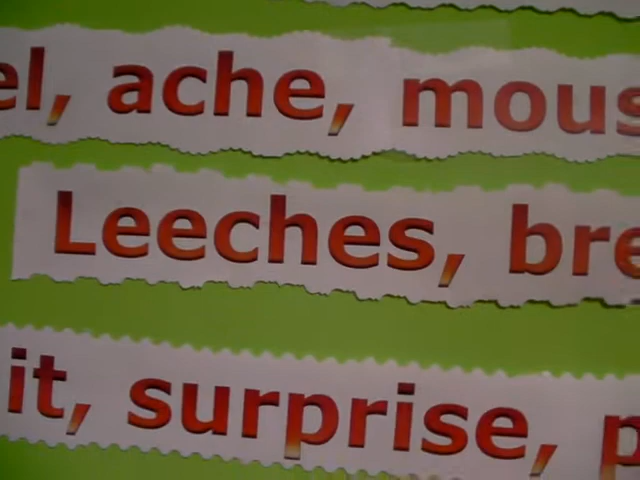 el, ache, mous
Leeches, bre
it, surprise, p